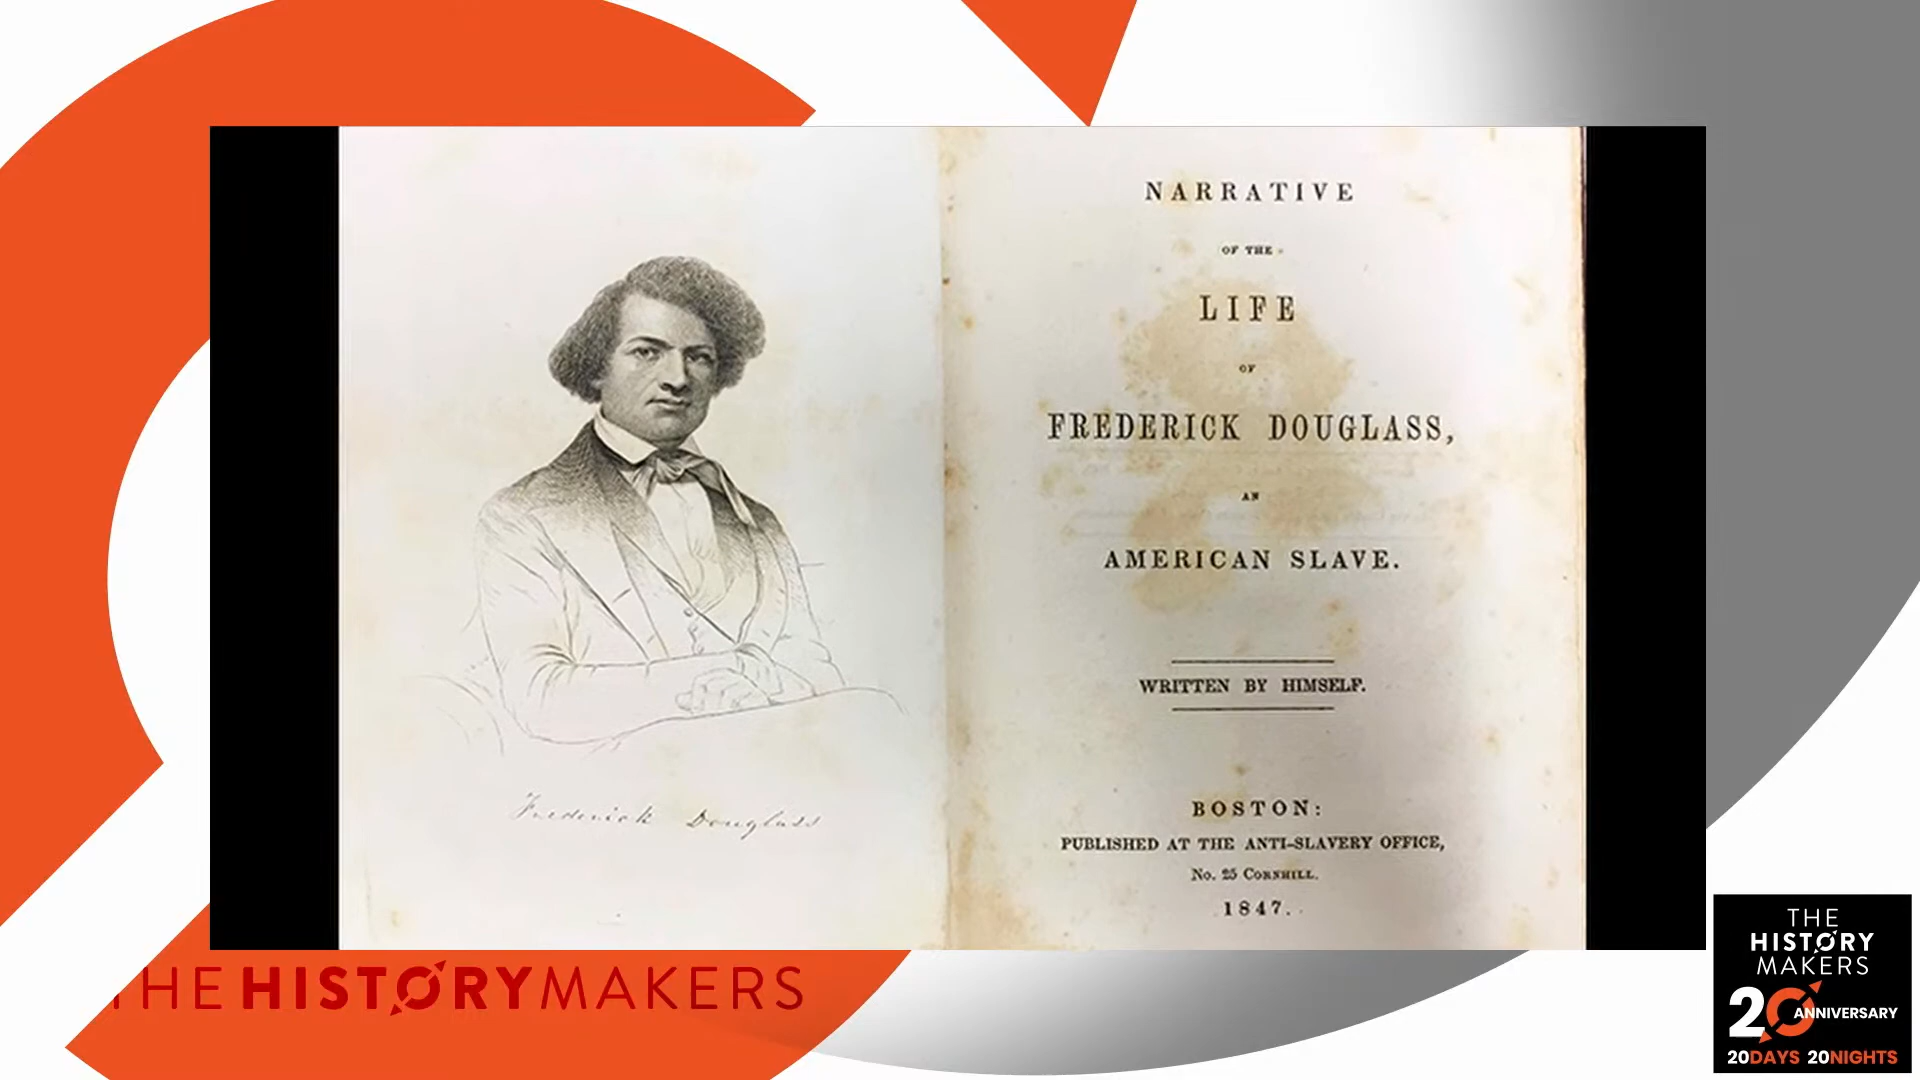 NARRATIVE
OF THE
LIFE
OF
FREDERICK DOUGLASS,
AN
AMERICAN SLAVE.
WRITTEN BY HIMSELF.
BOSTON:
PUBLISHED AT THE ANTI-SLAVERY OFFICE,
No. 25 CORNHILL.
1847.
Frederick Douglass
THE HISTORYMAKERS
THE
HISTORY
MAKERS
20
ANNIVERSARY
20DAYS 20NIGHTS